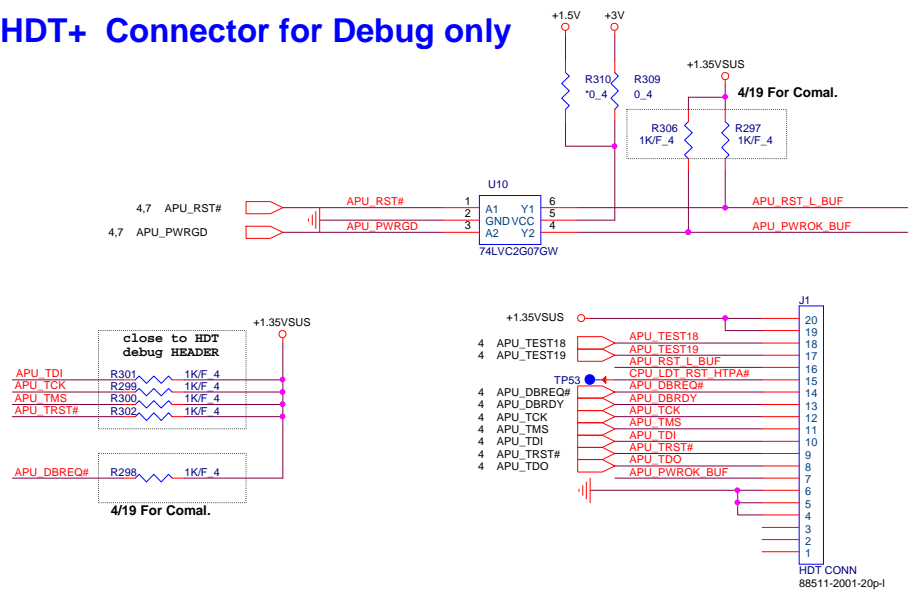 HDT+ Connector for Debug only
+1.5V
+3V
+1.35VSUS
4/19 For Comal.
R310
*0_4
R309
0_4
R306
1K/F_4
R297
1K/F_4
U10
4,7 APU_RST#
APU_RST#
1
A1
Y1
6
APU_RST_L_BUF
2
GND
VCC
5
4,7 APU_PWRGD
APU_PWRGD
3
A2
Y2
4
APU_PWROK_BUF
74LVC2G07GW
+1.35VSUS
close to HDT
debug HEADER
APU_TDI
R301
1K/F_4
APU_TCK
R299
1K/F_4
APU_TMS
R300
1K/F_4
APU_TRST#
R302
1K/F_4
APU_DBREQ#
R298
1K/F_4
4/19 For Comal.
J1
+1.35VSUS
20
19
4 APU_TEST18
APU_TEST18
18
4 APU_TEST19
APU_TEST19
17
APU_RST_L_BUF
16
TP53
CPU_LDT_RST_HTPA#
15
4 APU_DBREQ#
APU_DBREQ#
14
4 APU_DBRDY
APU_DBRDY
13
4 APU_TCK
APU_TCK
12
4 APU_TMS
APU_TMS
11
4 APU_TDI
APU_TDI
10
4 APU_TRST#
APU_TRST#
9
4 APU_TDO
APU_TDO
8
APU_PWROK_BUF
7
6
5
4
3
2
1
HDT CONN
88511-2001-20p-l